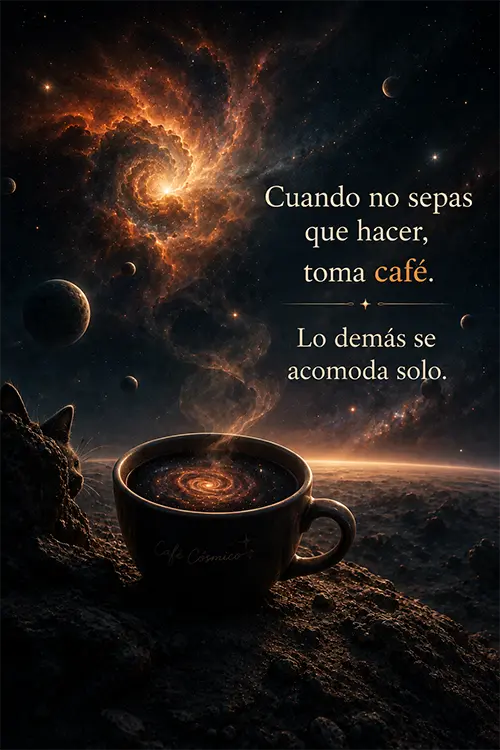 Cuando no sepas
que hacer,
toma café.
Lo demás se
acomoda solo.
Café Cósmico